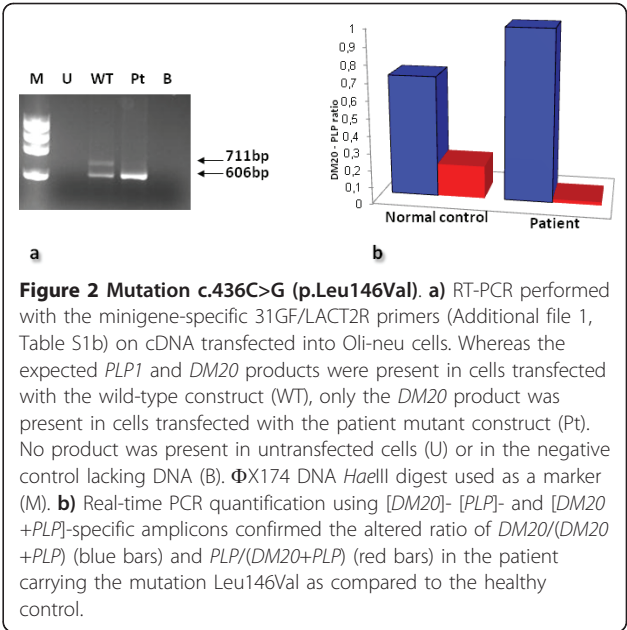 M U WT Pt B
711bp
606bp
a
1
0,9
0,8
0,7
0,6
0,5
0,4
0,3
0,2
0,1
0
DM20 - PLP ratio
Normal control
Patient
b
Figure 2 Mutation c.436C>G (p.Leu146Val). a) RT-PCR performed
with the minigene-specific 31GF/LACT2R primers (Additional file 1,
Table S1b) on cDNA transfected into Oli-neu cells. Whereas the
expected PLP1 and DM20 products were present in cells transfected
with the wild-type construct (WT), only the DM20 product was
present in cells transfected with the patient mutant construct (Pt).
No product was present in untransfected cells (U) or in the negative
control lacking DNA (B). ΦX174 DNA HaeIII digest used as a marker
(M). b) Real-time PCR quantification using [DM20]- [PLP]- and [DM20
+PLP]-specific amplicons confirmed the altered ratio of DM20/(DM20
+PLP) (blue bars) and PLP/(DM20+PLP) (red bars) in the patient
carrying the mutation Leu146Val as compared to the healthy
control.